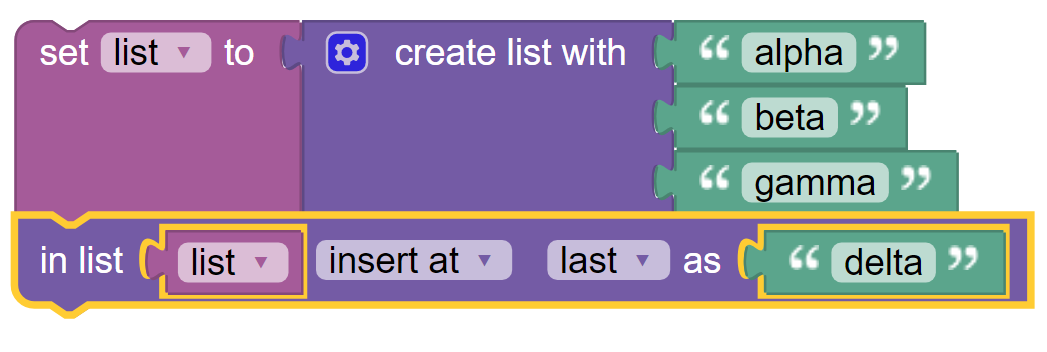 set list ▼ to create list with “ alpha ”
“ beta ”
“ gamma ”
in list list ▼ insert at ▼ last ▼ as “ delta ”